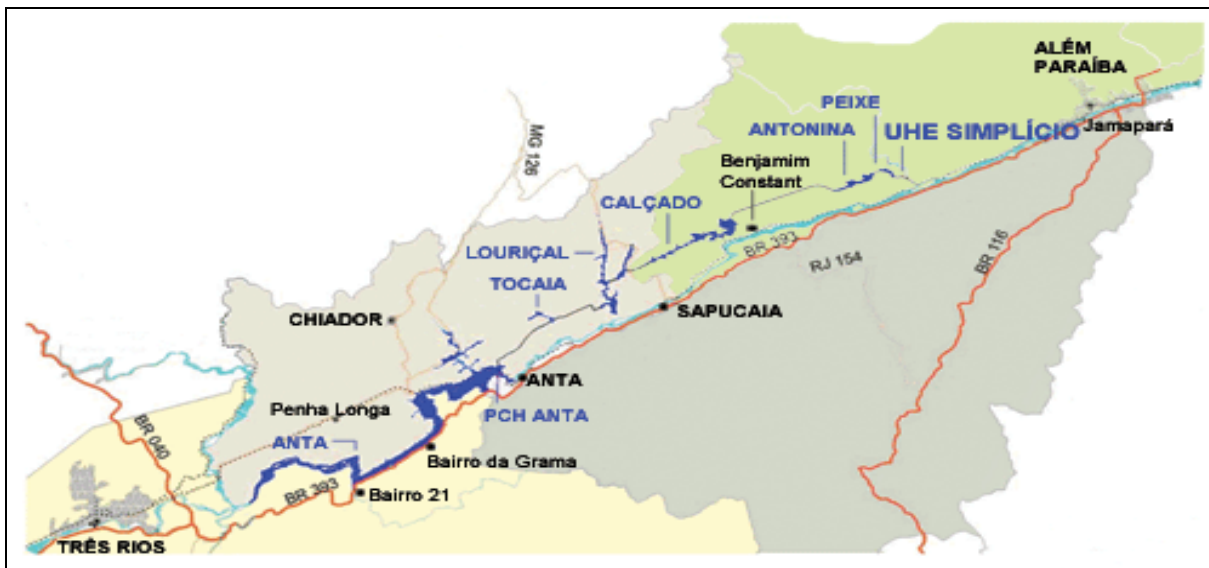 ALÉM
PARAÍBA
PEIXE
ANTONINA
UHE SIMPLÍCIO
Jamapará
MG 126
Benjamim
Constant
CALÇADO
LOURIÇAL
BR 393
RJ 154
BR 116
TOCAIA
CHIADOR
SAPUCAIA
ANTA
Penha Longa
PCH ANTA
BR 040
ANTA
Bairro da Grama
BR 393
Bairro 21
TRÊS RIOS